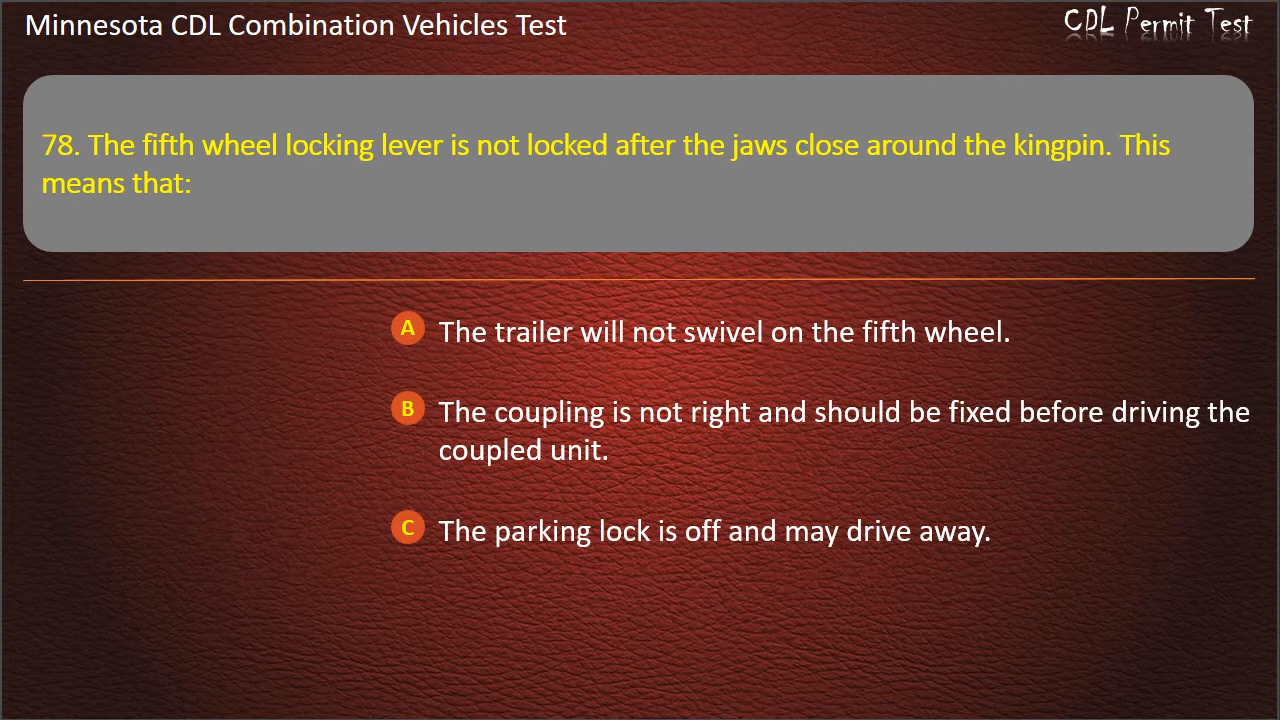 Minnesota CDL Combination Vehicles Test
CDL Permit Test
78. The fifth wheel locking lever is not locked after the jaws close around the kingpin. This
means that:
A The trailer will not swivel on the fifth wheel.
B The coupling is not right and should be fixed before driving the
coupled unit.
C The parking lock is off and may drive away.